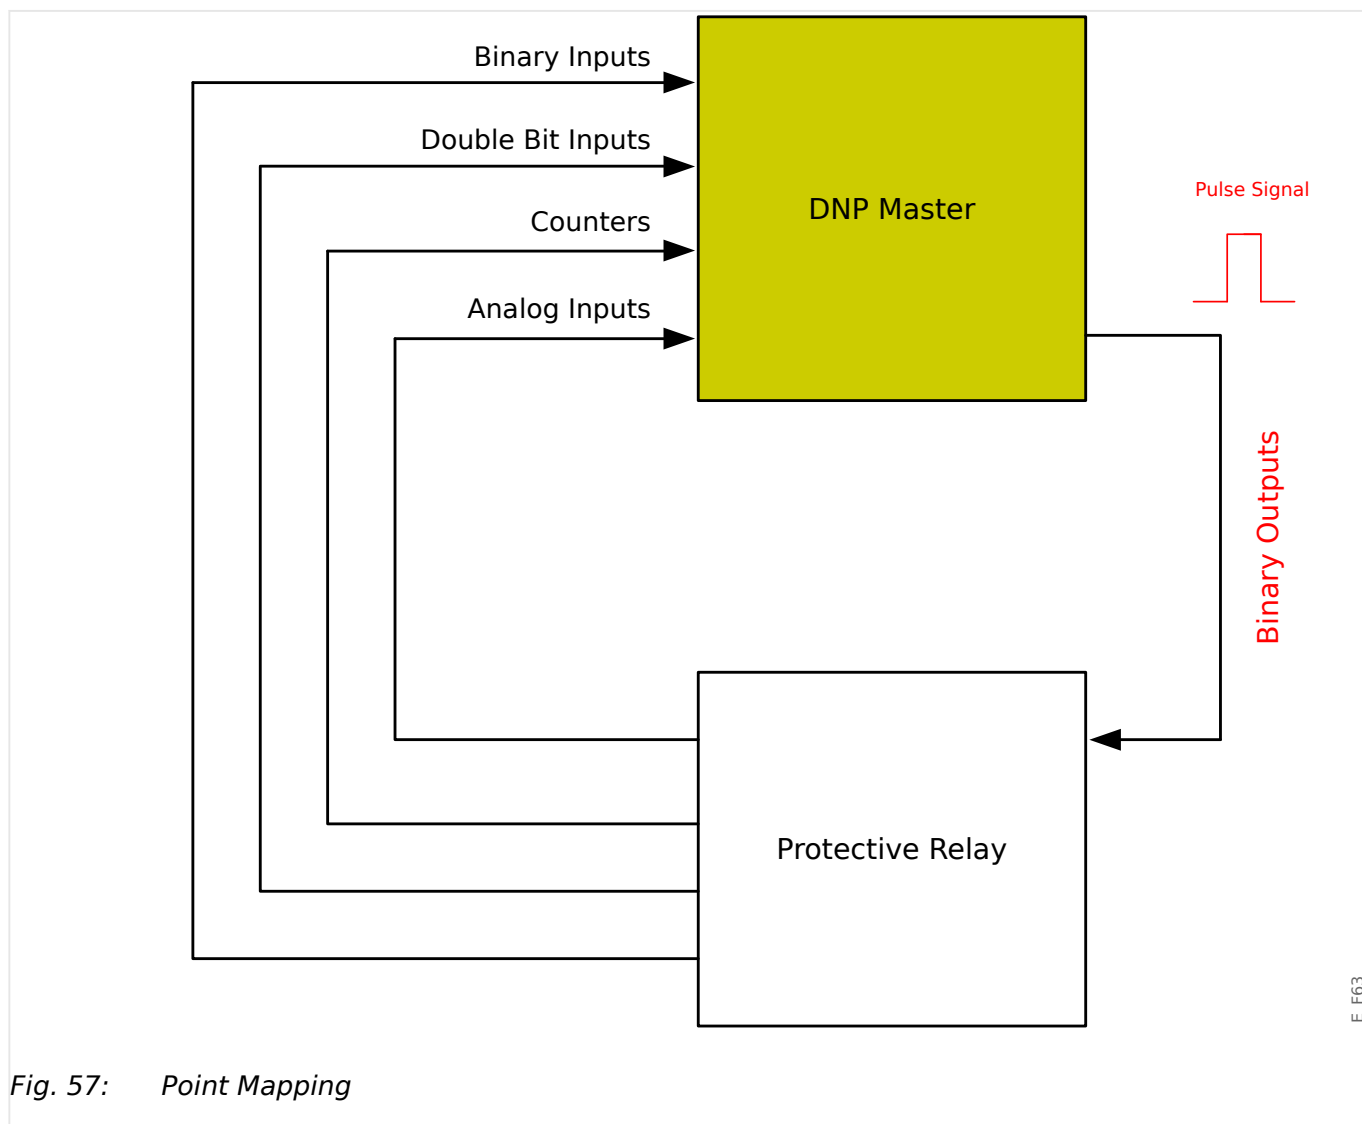 Binary Inputs
Double Bit Inputs
Counters
Analog Inputs
DNP Master
Pulse Signal
Binary Outputs
Protective Relay
E_E63
Fig. 57: Point Mapping